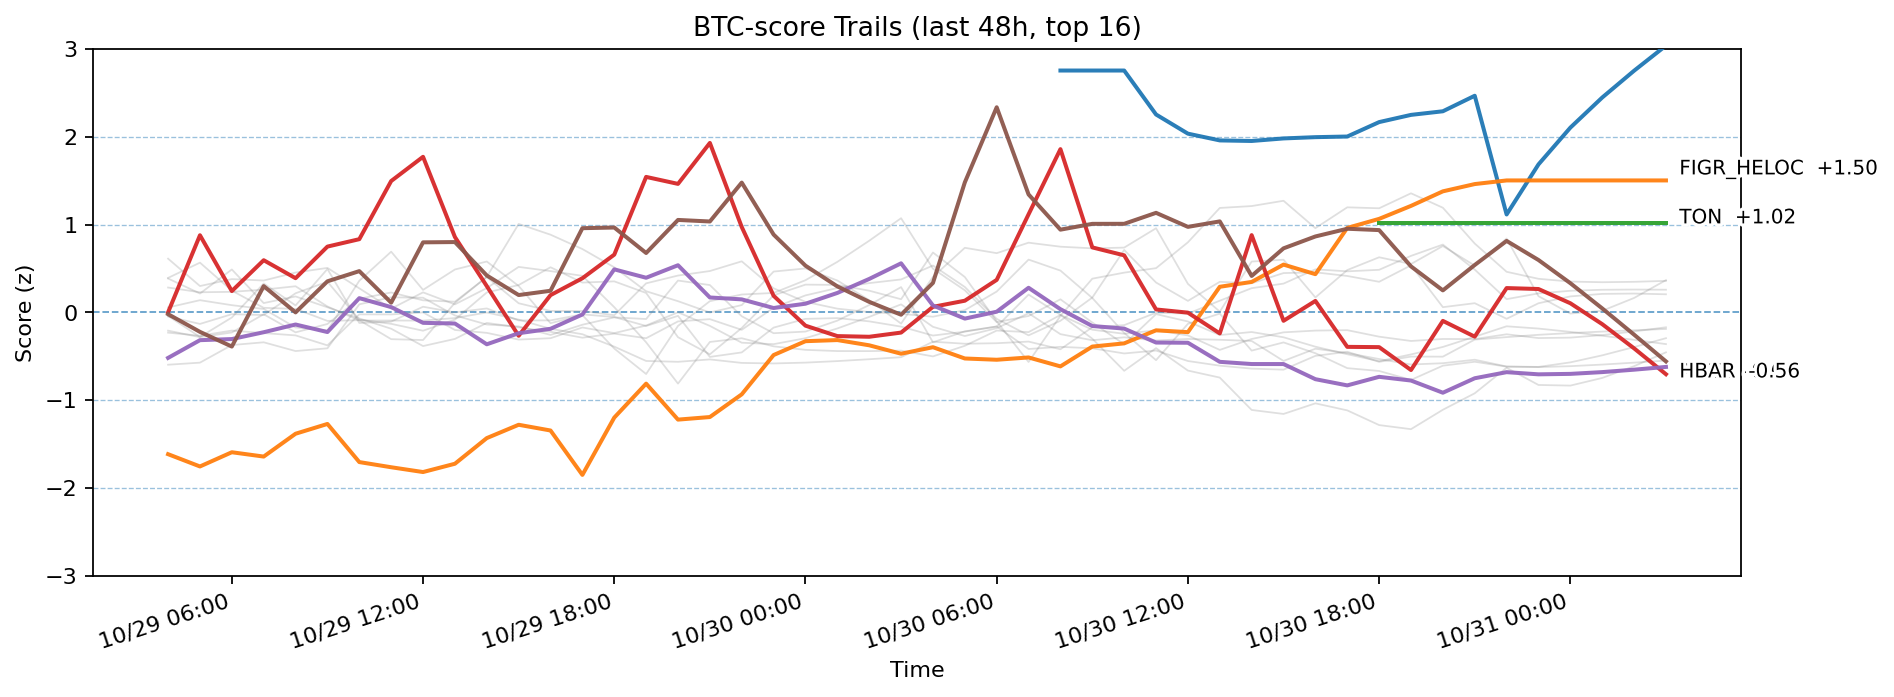 BTC-score Trails (last 48h, top 16)
Score (z)
3
2
1
0
−1
−2
−3
FIGR_HELOC +1.50
TON +1.02
HBAR -0.56
10/29 06:00
10/29 12:00
10/29 18:00
10/30 00:00
10/30 06:00
10/30 12:00
10/30 18:00
10/31 00:00
Time